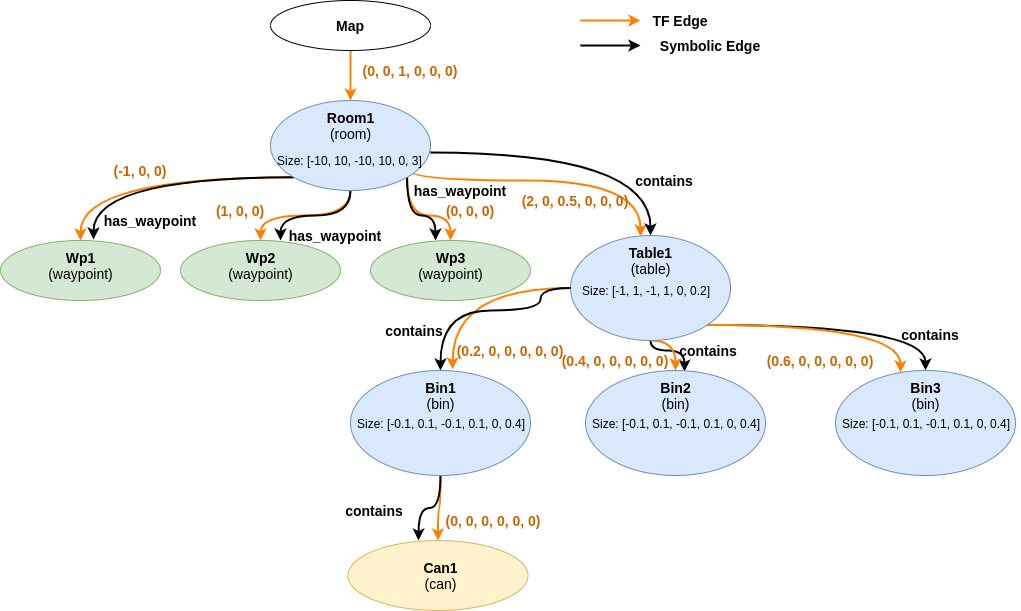 Map
TF Edge
Symbolic Edge
(0, 0, 1, 0, 0, 0)
Room1
(room)
Size: [-10, 10, -10, 10, 0, 3]
(-1, 0, 0)
has_waypoint
(1, 0, 0)
has_waypoint
has_waypoint
(0, 0, 0)
contains
(2, 0, 0.5, 0, 0, 0)
Wp1
(waypoint)
Wp2
(waypoint)
Wp3
(waypoint)
Table1
(table)
Size: [-1, 1, -1, 1, 0, 0.2]
contains
(0.2, 0, 0, 0, 0, 0)
contains
(0.4, 0, 0, 0, 0, 0)
contains
(0.6, 0, 0, 0, 0, 0)
Bin1
(bin)
Size: [-0.1, 0.1, -0.1, 0.1, 0, 0.4]
Bin2
(bin)
Size: [-0.1, 0.1, -0.1, 0.1, 0, 0.4]
Bin3
(bin)
Size: [-0.1, 0.1, -0.1, 0.1, 0, 0.4]
contains
(0, 0, 0, 0, 0, 0)
Can1
(can)